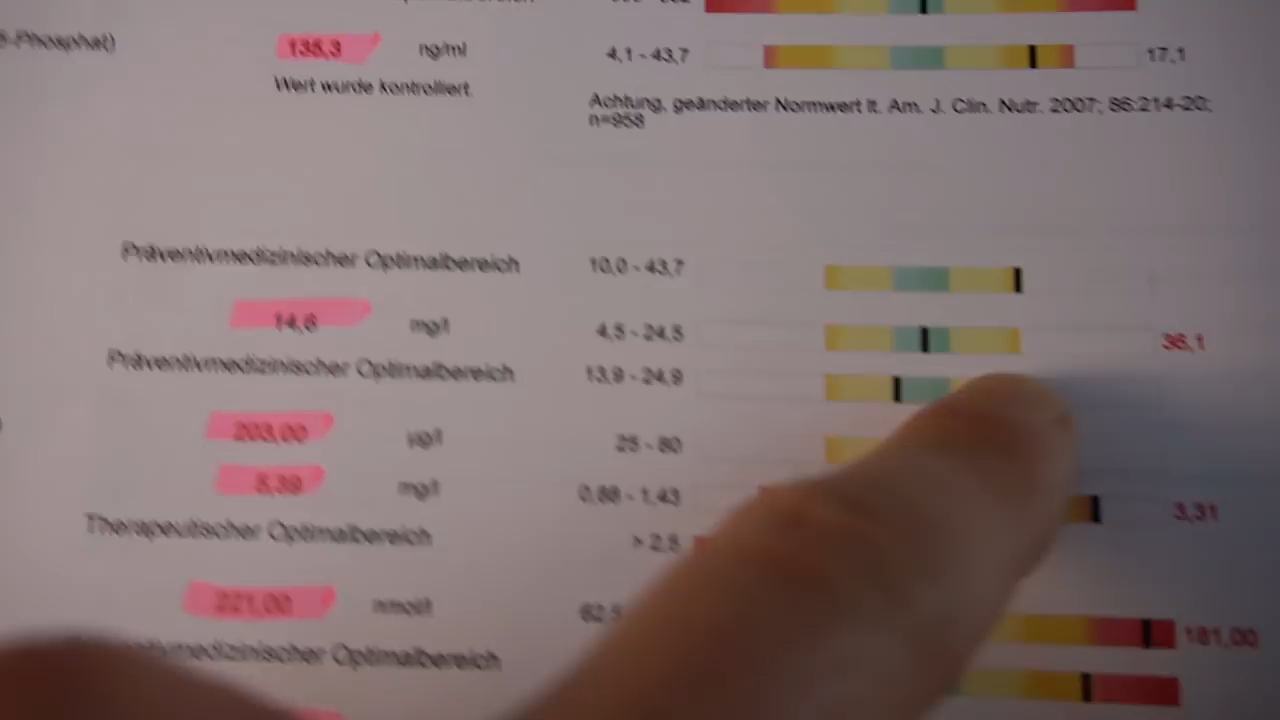 6-Phosphat) 135,3 ng/ml 4,1 - 43,7 17,1
Wert wurde kontrolliert.
Achtung, geänderter Normwert lt. Am. J. Clin. Nutr. 2007; 86:214-20;
n=958
Präventivmedizinischer Optimalbereich 10,0 - 43,7
14,6 mg/l 4,5 - 24,5 36,1
Präventivmedizinischer Optimalbereich 13,9 - 24,9
203,00 µg/l 25 - 80
mg/l 0,88 - 1,43 3,31
Therapeutischer Optimalbereich > 2,5
221,00 nmol/l 62,5 181,00
ntivmedizinischer Optimalbereich